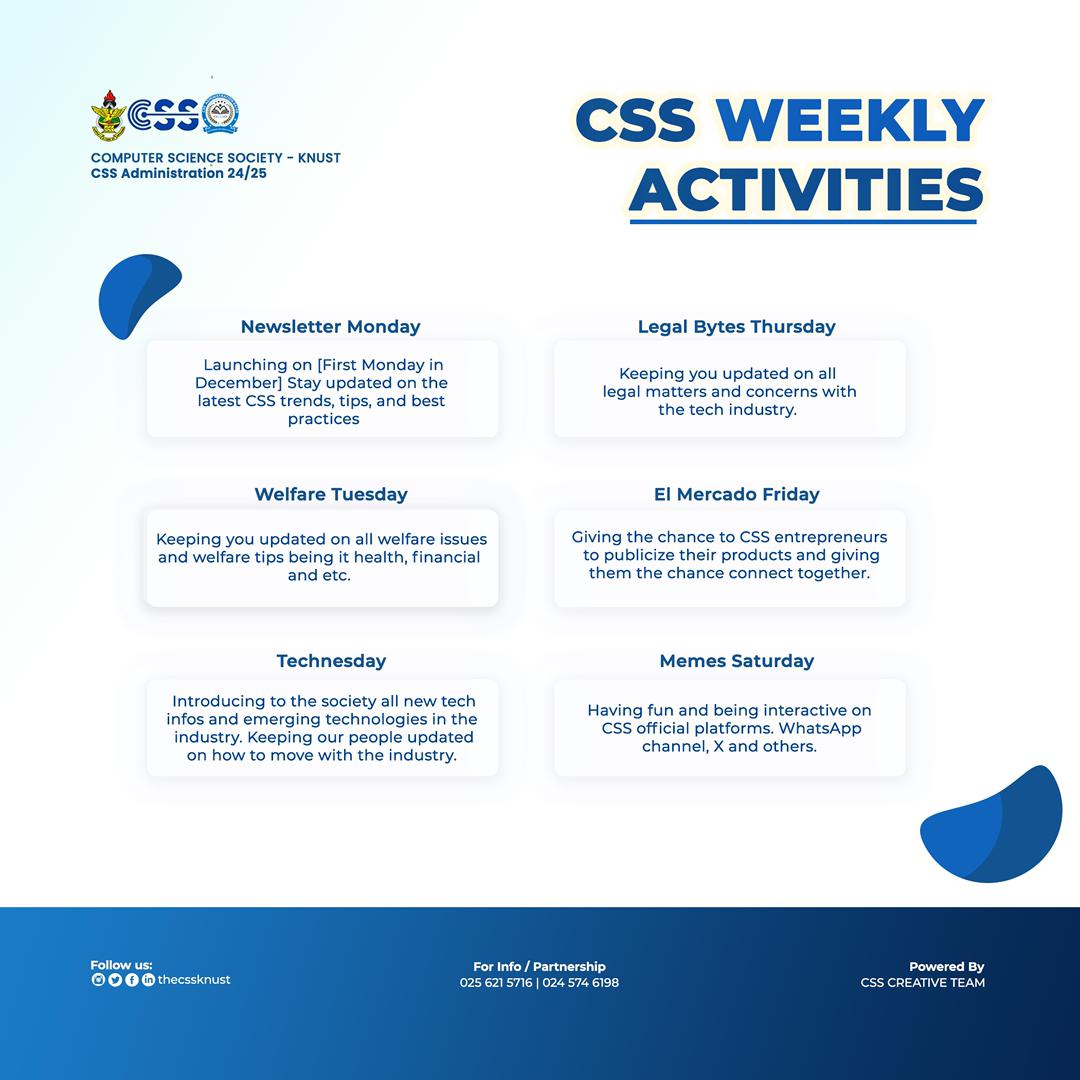 CSS
COMPUTER SCIENCE SOCIETY - KNUST
CSS Administration 24/25
CSS WEEKLY
ACTIVITIES
Newsletter Monday
Launching on [First Monday in
December] Stay updated on the
latest CSS trends, tips, and best
practices
Welfare Tuesday
Keeping you updated on all welfare issues
and welfare tips being it health, financial
and etc.
Technesday
Introducing to the society all new tech
infos and emerging technologies in the
industry. Keeping our people updated
on how to move with the industry.
Legal Bytes Thursday
Keeping you updated on all
legal matters and concerns with
the tech industry.
El Mercado Friday
Giving the chance to CSS entrepreneurs
to publicize their products and giving
them the chance connect together.
Memes Saturday
Having fun and being interactive on
CSS official platforms. WhatsApp
channel, X and others.
Follow us:
thecssknust
For Info / Partnership
025 621 5716 | 024 574 6198
Powered By
CSS CREATIVE TEAM